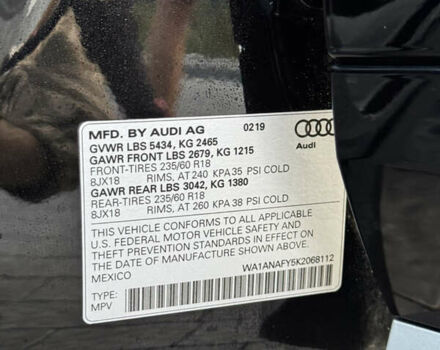 MFD. BY AUDI AG 02/19
GVWR LBS 5434, KG 2465
GAWR FRONT LBS 2679, KG 1215
FRONT-TIRES 235/60 R18
8JX18 RIMS, AT 240 KPA 35 PSI COLD
GAWR REAR LBS 3042, KG 1380
REAR-TIRES 235/60 R18
8JX18 RIMS, AT 260 KPA 38 PSI COLD
Audi
THIS VEHICLE CONFORMS TO ALL APPLICABLE
U.S. FEDERAL MOTOR VEHICLE SAFETY AND
THEFT PREVENTION STANDARDS IN EFFECT ON
THE DATE OF MANUFACTURE SHOWN ABOVE.
MEXICO
WA1ANAFY5K2068112
TYPE:
MPV